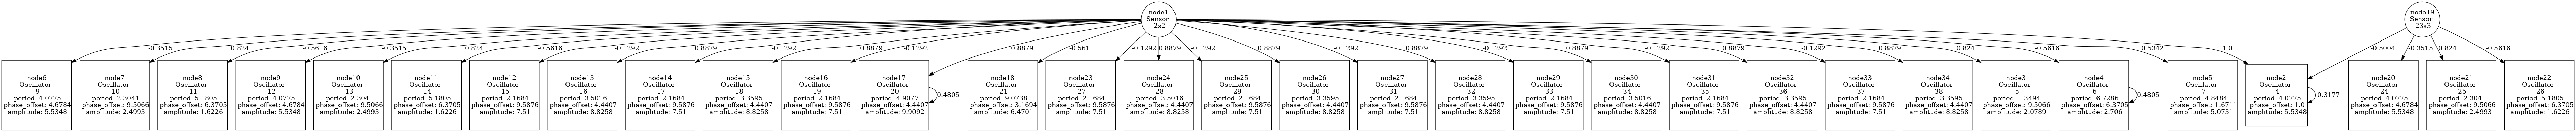 node1
Sensor
2s2
node19
Sensor
23s3
-0.3515
0.824
-0.5616
-0.3515
0.824
-0.5616
-0.1292
0.8879
-0.1292
0.8879
-0.1292
0.8879
-0.561
-0.1292
0.8879
-0.1292
0.8879
-0.1292
0.8879
-0.1292
0.8879
-0.1292
0.8879
-0.1292
0.8879
0.824
-0.5616
0.5342
1.0
-0.5004
-0.3515
0.824
-0.5616
node6
Oscillator
9
period: 4.0775
phase_offset: 4.6784
amplitude: 5.5348
node7
Oscillator
10
period: 2.3041
phase_offset: 9.5066
amplitude: 2.4993
node8
Oscillator
11
period: 5.1805
phase_offset: 6.3705
amplitude: 1.6226
node9
Oscillator
12
period: 4.0775
phase_offset: 4.6784
amplitude: 5.5348
node10
Oscillator
13
period: 2.3041
phase_offset: 9.5066
amplitude: 2.4993
node11
Oscillator
14
period: 5.1805
phase_offset: 6.3705
amplitude: 1.6226
node12
Oscillator
15
period: 2.1684
phase_offset: 9.5876
amplitude: 7.51
node13
Oscillator
16
period: 3.5016
phase_offset: 4.4407
amplitude: 8.8258
node14
Oscillator
17
period: 2.1684
phase_offset: 9.5876
amplitude: 7.51
node15
Oscillator
18
period: 3.3595
phase_offset: 4.4407
amplitude: 8.8258
node16
Oscillator
19
period: 2.1684
phase_offset: 9.5876
amplitude: 7.51
node17
Oscillator
20
period: 4.9077
phase_offset: 4.4407
amplitude: 9.9092
0.4805
node18
Oscillator
21
period: 9.0738
phase_offset: 3.1694
amplitude: 6.4701
node23
Oscillator
27
period: 2.1684
phase_offset: 9.5876
amplitude: 7.51
node24
Oscillator
28
period: 3.5016
phase_offset: 4.4407
amplitude: 8.8258
node25
Oscillator
29
period: 2.1684
phase_offset: 9.5876
amplitude: 7.51
node26
Oscillator
30
period: 3.3595
phase_offset: 4.4407
amplitude: 8.8258
node27
Oscillator
31
period: 2.1684
phase_offset: 9.5876
amplitude: 7.51
node28
Oscillator
32
period: 3.3595
phase_offset: 4.4407
amplitude: 8.8258
node29
Oscillator
33
period: 2.1684
phase_offset: 9.5876
amplitude: 7.51
node30
Oscillator
34
period: 3.5016
phase_offset: 4.4407
amplitude: 8.8258
node31
Oscillator
35
period: 2.1684
phase_offset: 9.5876
amplitude: 7.51
node32
Oscillator
36
period: 3.3595
phase_offset: 4.4407
amplitude: 8.8258
node33
Oscillator
37
period: 2.1684
phase_offset: 9.5876
amplitude: 7.51
node34
Oscillator
38
period: 3.3595
phase_offset: 4.4407
amplitude: 8.8258
node3
Oscillator
5
period: 1.3494
phase_offset: 9.5066
amplitude: 2.0789
node4
Oscillator
6
period: 6.7286
phase_offset: 6.3705
amplitude: 2.706
0.4805
node5
Oscillator
7
period: 4.8484
phase_offset: 1.6711
amplitude: 5.0731
node2
Oscillator
4
period: 4.0775
phase_offset: 1.0
amplitude: 5.5348
0.3177
node20
Oscillator
24
period: 4.0775
phase_offset: 4.6784
amplitude: 5.5348
node21
Oscillator
25
period: 2.3041
phase_offset: 9.5066
amplitude: 2.4993
node22
Oscillator
26
period: 5.1805
phase_offset: 6.3705
amplitude: 1.6226